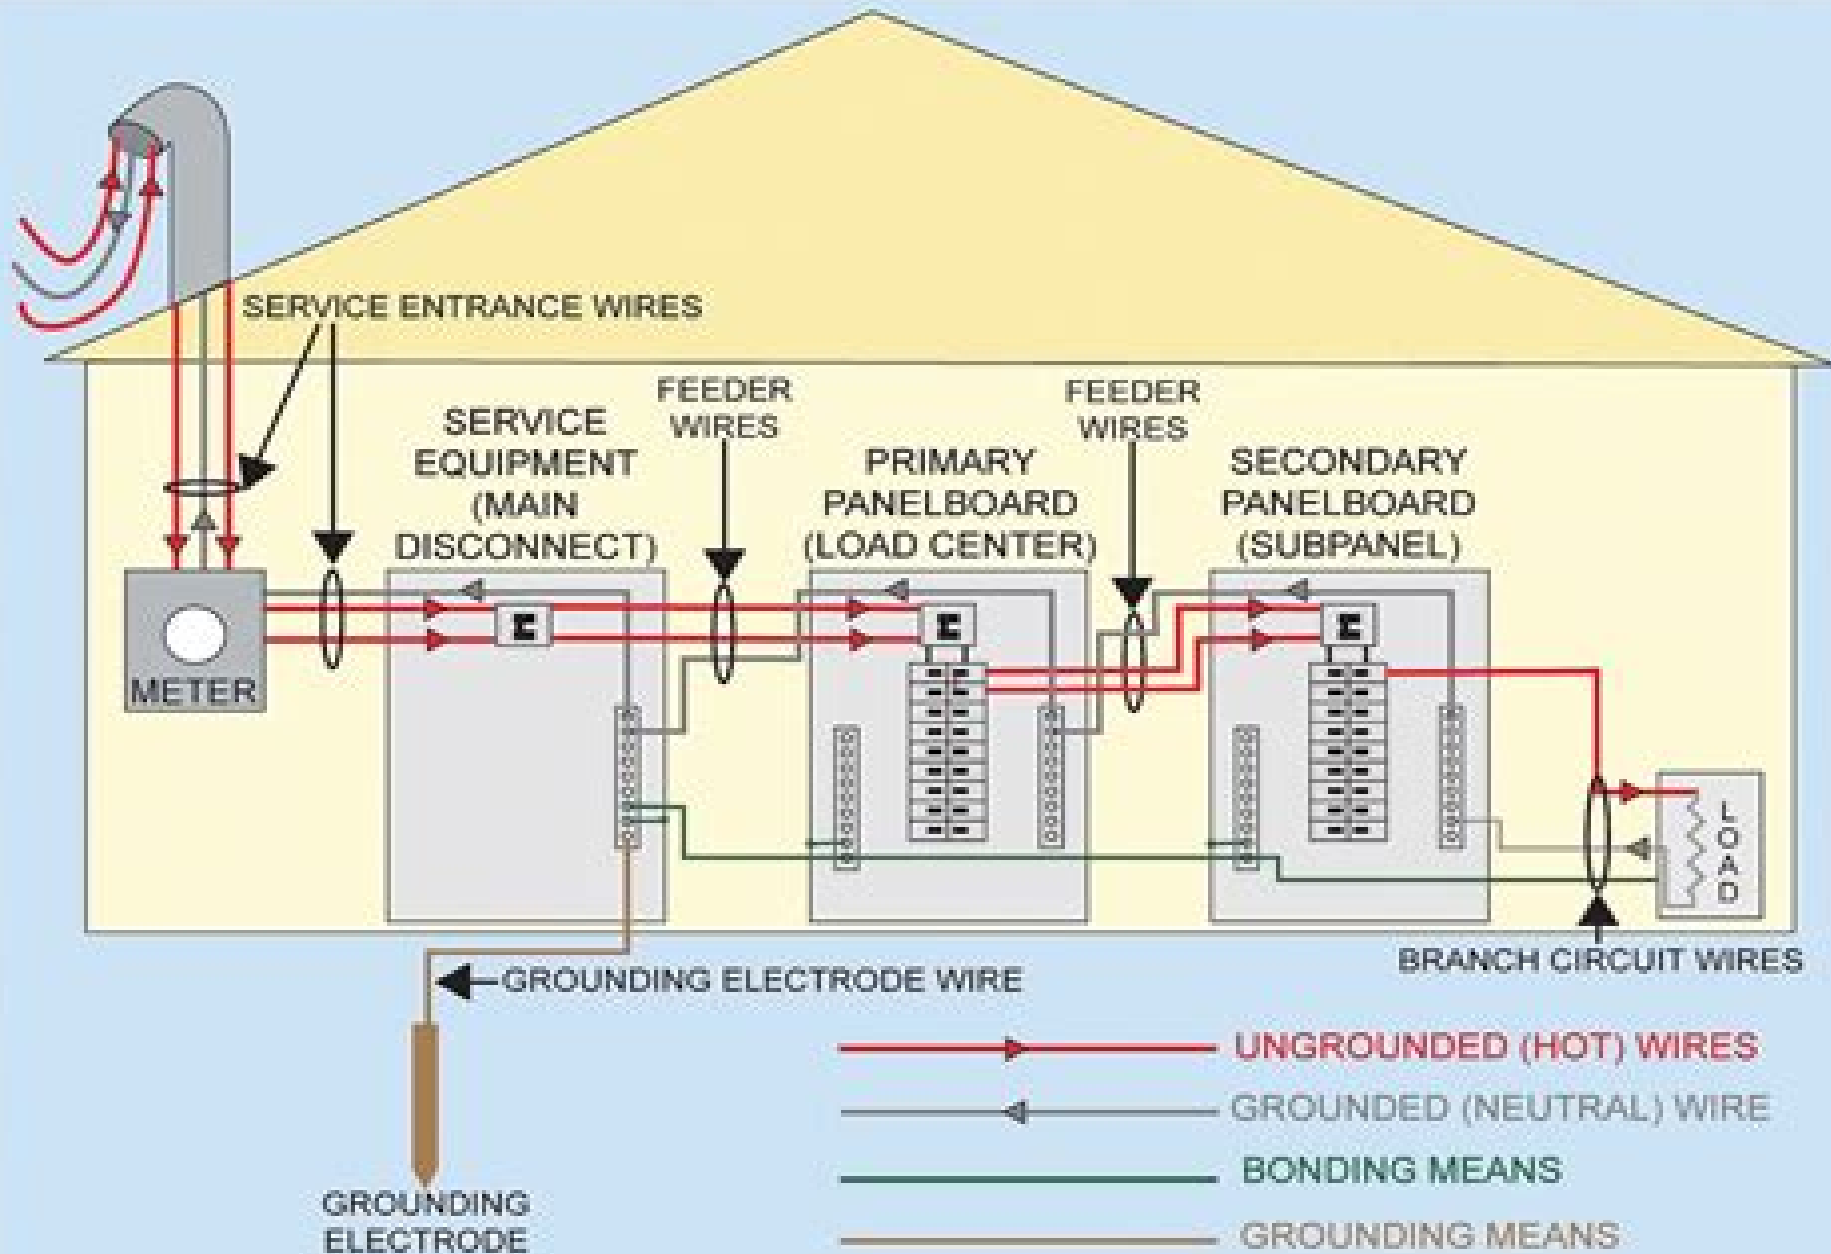 SERVICE ENTRANCE WIRES
FEEDER
WIRES
FEEDER
WIRES
SERVICE
EQUIPMENT
(MAIN
DISCONNECT)
PRIMARY
PANELBOARD
(LOAD CENTER)
SECONDARY
PANELBOARD
(SUBPANEL)
METER
LOAD
BRANCH CIRCUIT WIRES
GROUNDING ELECTRODE WIRE
GROUNDING
ELECTRODE
UNGROUNDED (HOT) WIRES
GROUNDED (NEUTRAL) WIRE
BONDING MEANS
GROUNDING MEANS